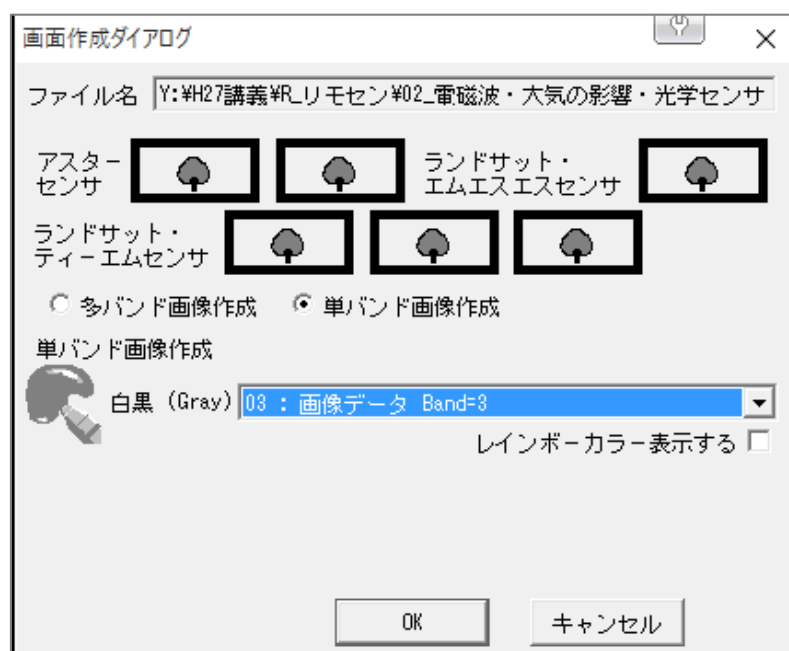 画面作成ダイアログ
ファイル名 Y:¥H27講義¥R_リモセン¥02_電磁波・大気の影響・光学センサ
アスター
センサ
ランドサット・
エムエスエスセンサ
ランドサット・
ティーエムセンサ
多バンド画像作成 単バンド画像作成
単バンド画像作成
白黒 (Gray) 03 : 画像データ Band=3
レインボーカラー表示する
OK キャンセル